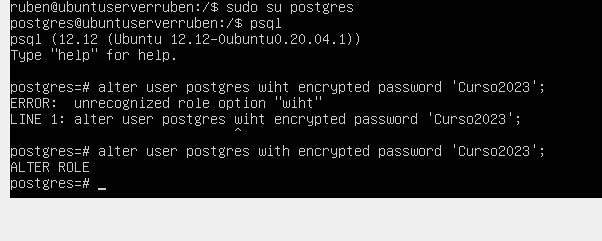 ruben@ubuntuserverruben:/$ sudo su postgres
postgres@ubuntuserverruben:/$ psql
psql (12.12 (Ubuntu 12.12-0ubuntu0.20.04.1))
Type "help" for help.
postgres=# alter user postgres wiht encrypted password 'Curso2023';
ERROR:  unrecognized role option "wiht"
LINE 1: alter user postgres wiht encrypted password 'Curso2023';
^
postgres=# alter user postgres with encrypted password 'Curso2023';
ALTER ROLE
postgres=# _